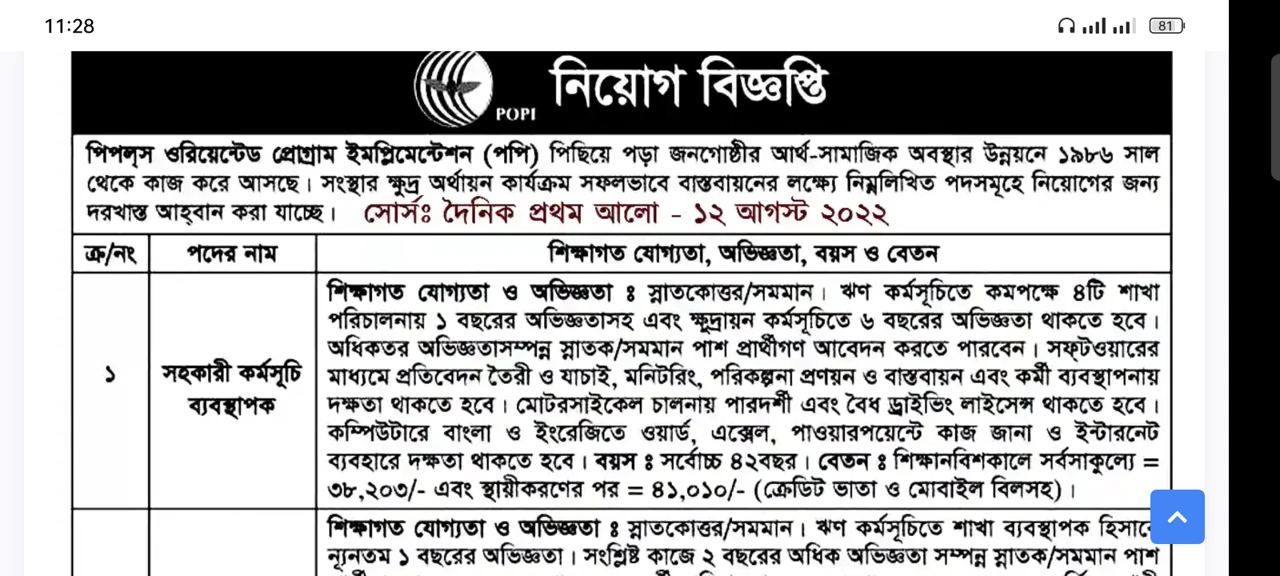 11:28
81
POPI
নিয়োগ বিজ্ঞপ্তি
পিপল্‌স ওরিয়েন্টেড প্রোগ্রাম ইমপ্লিমেন্টেশন (পপি) পিছিয়ে পড়া জনগোষ্ঠীর আর্থ-সামাজিক অবস্থার উন্নয়নে ১৯৮৬ সাল
থেকে কাজ করে আসছে। সংস্থার ক্ষুদ্র অর্থায়ন কার্যক্রম সফলভাবে বাস্তবায়নের লক্ষ্যে নিম্নলিখিত পদসমূহে নিয়োগের জন্য
দরখাস্ত আহ্‌বান করা যাচ্ছে। সোর্সঃ দৈনিক প্রথম আলো - ১২ আগস্ট ২০২২
ক্র/নং
পদের নাম
শিক্ষাগত যোগ্যতা, অভিজ্ঞতা, বয়স ও বেতন
১
সহকারী কর্মসূচি
ব্যবস্থাপক
শিক্ষাগত যোগ্যতা ও অভিজ্ঞতা ঃ স্নাতকোত্তর/সমমান। ঋণ কর্মসূচিতে কমপক্ষে ৪টি শাখা
পরিচালনায় ১ বছরের অভিজ্ঞতাসহ এবং ক্ষুদ্রায়ন কর্মসূচিতে ৬ বছরের অভিজ্ঞতা থাকতে হবে।
অধিকতর অভিজ্ঞতাসম্পন্ন স্নাতক/সমমান পাশ প্রার্থীগণ আবেদন করতে পারবেন। সফ্‌টওয়ারের
মাধ্যমে প্রতিবেদন তৈরী ও যাচাই, মনিটরিং, পরিকল্পনা প্রণয়ন ও বাস্তবায়ন এবং কর্মী ব্যবস্থাপনায়
দক্ষতা থাকতে হবে। মোটরসাইকেল চালনায় পারদর্শী এবং বৈধ ড্রাইভিং লাইসেন্স থাকতে হবে।
কম্পিউটারে বাংলা ও ইংরেজিতে ওয়ার্ড, এক্সেল, পাওয়ারপয়েন্টে কাজ জানা ও ইন্টারনেট
ব্যবহারে দক্ষতা থাকতে হবে। বয়স ঃ সর্বোচ্চ ৪২বছর। বেতন ঃ শিক্ষানবিশকালে সর্বসাকুল্যে =
৩৮,২০৩/- এবং স্থায়ীকরণের পর = ৪১,০১০/- (ক্রেডিট ভাতা ও মোবাইল বিলসহ)।
শিক্ষাগত যোগ্যতা ও অভিজ্ঞতা ঃ স্নাতকোত্তর/সমমান। ঋণ কর্মসূচিতে শাখা ব্যবস্থাপক হিসাবে
ন্যূনতম ১ বছরের অভিজ্ঞতা। সংশ্লিষ্ট কাজে ২ বছরের অধিক অভিজ্ঞতা সম্পন্ন স্নাতক/সমমান পাশ